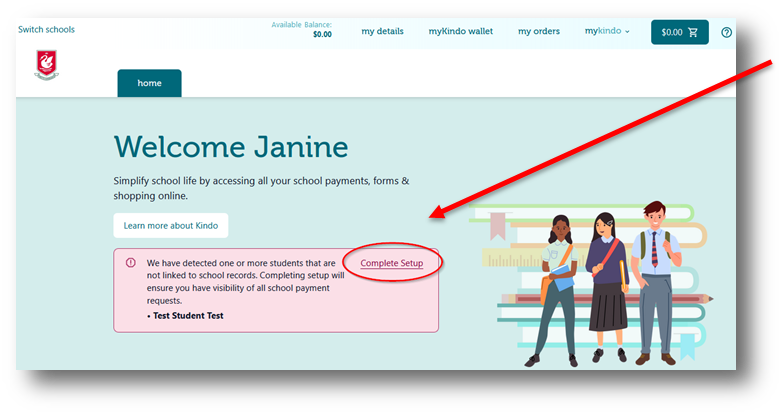 Switch schools
Available Balance:
$0.00
my details
myKindo wallet
my orders
mykindo
$0.00
home
Welcome Janine
Simplify school life by accessing all your school payments, forms &
shopping online.
Learn more about Kindo
We have detected one or more students that are
not linked to school records. Completing setup will
ensure you have visibility of all school payment
requests.
• Test Student Test
Complete Setup